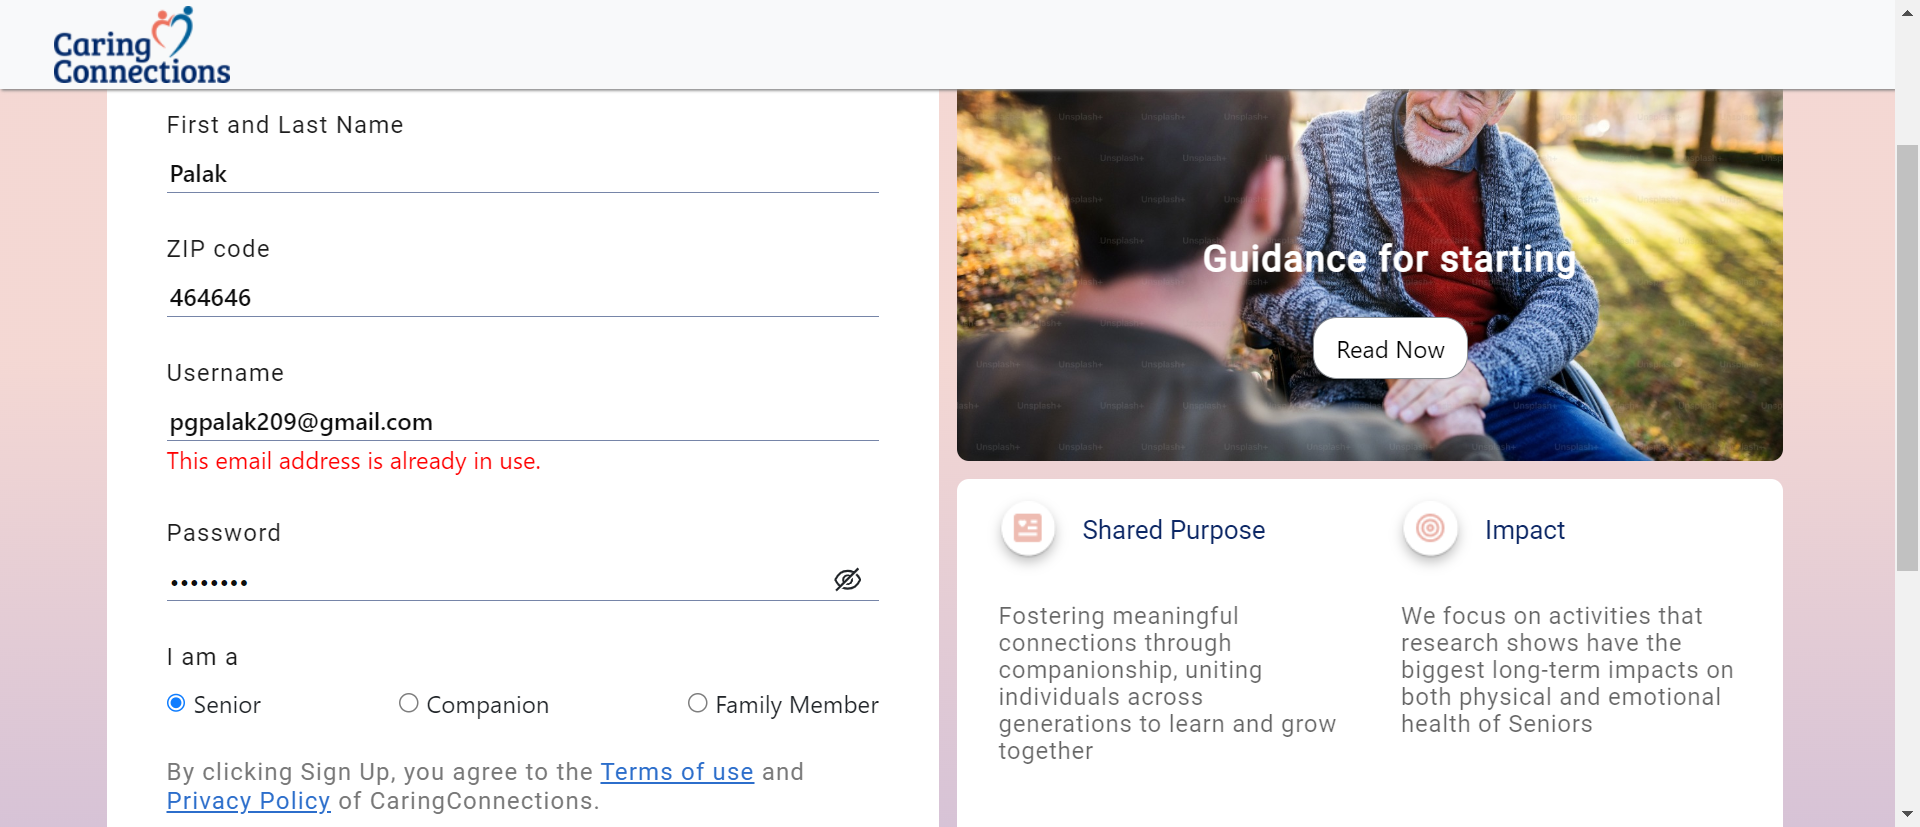 Caring
Connections
First and Last Name
Palak
ZIP code
464646
Username
pgpalak209@gmail.com
This email address is already in use.
Password
••••••••
I am a
Senior
Companion
Family Member
By clicking Sign Up, you agree to the Terms of use and
Privacy Policy of CaringConnections.
Guidance for starting
Read Now
Unsplash+
Shared Purpose
Fostering meaningful
connections through
companionship, uniting
individuals across
generations to learn and grow
together
Impact
We focus on activities that
research shows have the
biggest long-term impacts on
both physical and emotional
health of Seniors